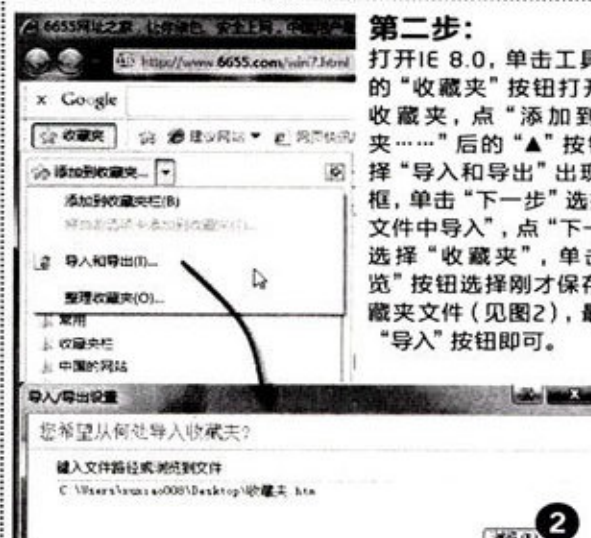 6655网址之家
http://www.6655.com/win7.html
x Google
收藏夹
建议网站
添加到收藏夹...
添加到收藏夹栏(B)
导入和导出(I)...
整理收藏夹(O)...
常用
收藏夹栏
中国的网站
第二步:
打开IE 8.0,单击工具
的“收藏夹”按钮打开
收藏夹,点“添加到
夹……”后的“▲”按钮
择“导入和导出”出现
框,单击“下一步”选
文件中导入”,点“下一
选择“收藏夹”,单击
览”按钮选择刚才保存
藏夹文件(见图2),最
“导入”按钮即可。
导入/导出设置
您希望从何处导入收藏夹?
键入文件路径或浏览到文件
2